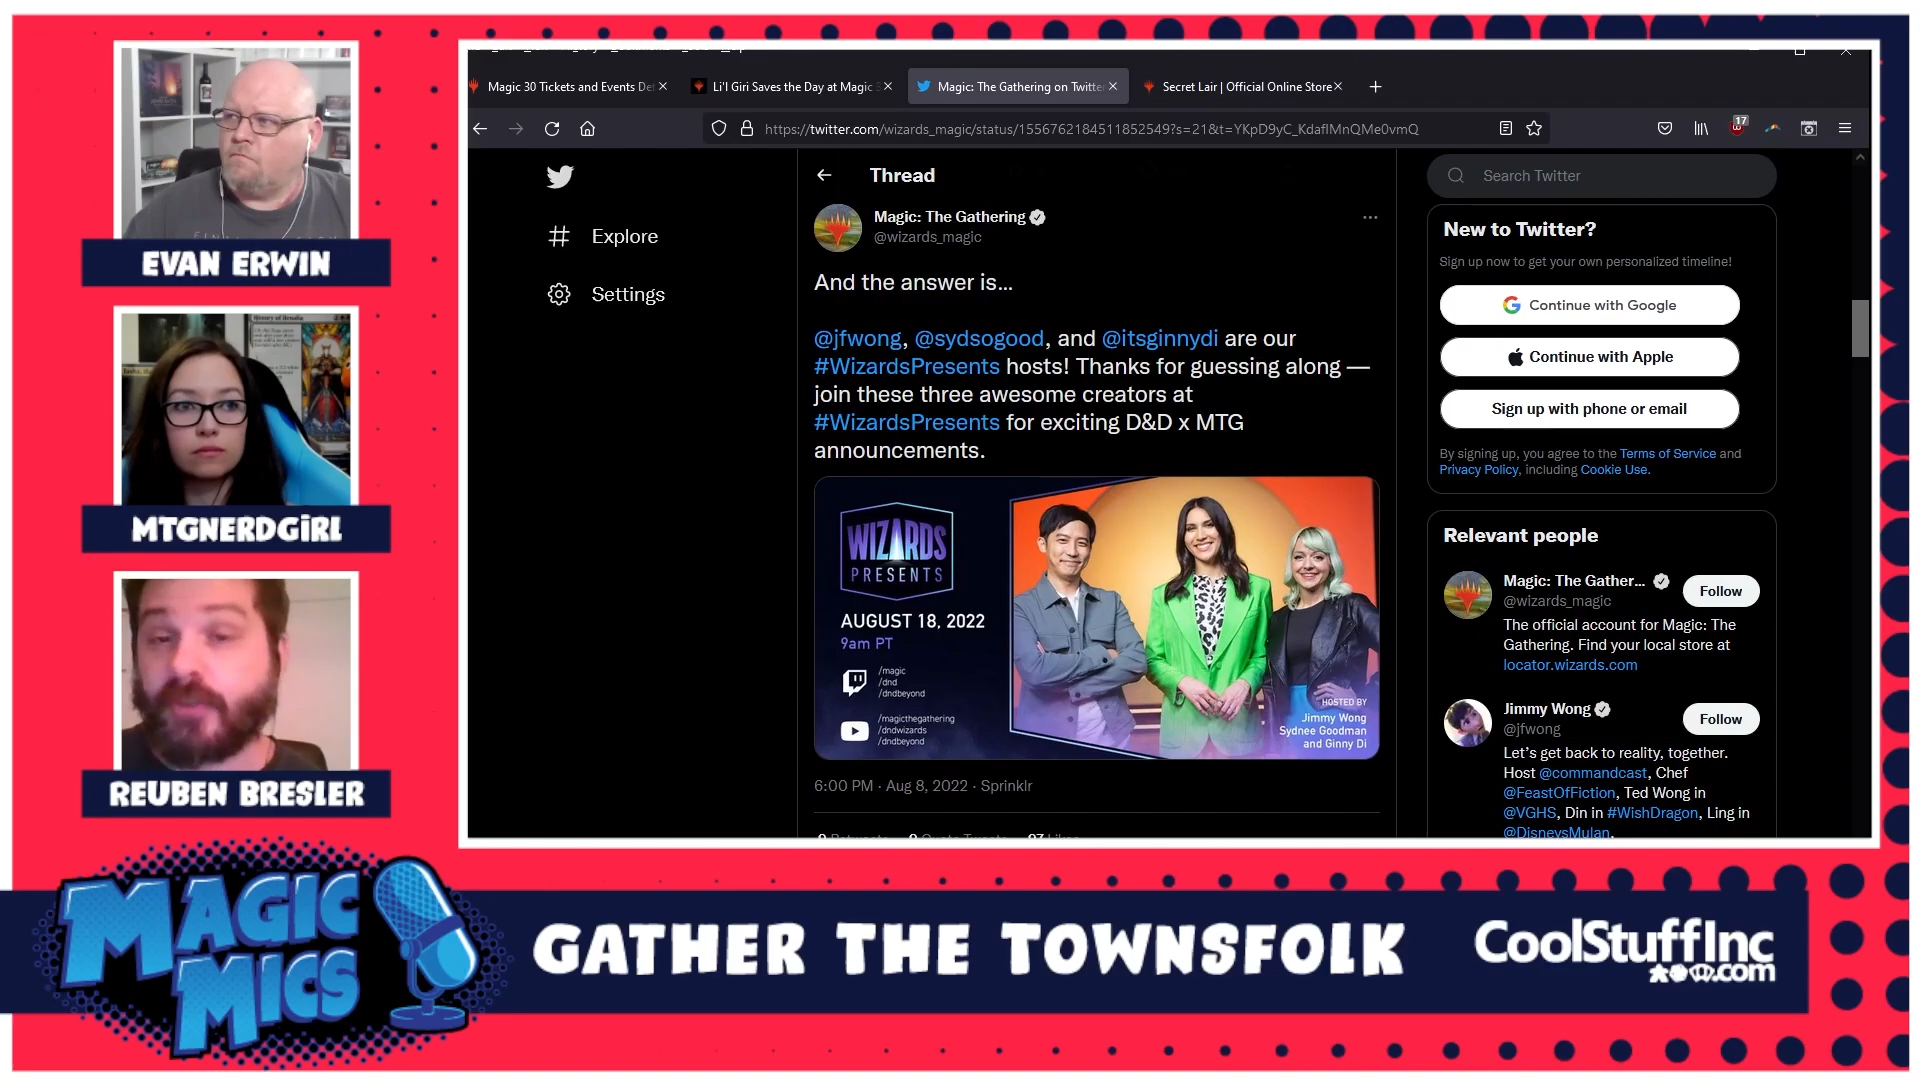 Magic 30 Tickets and Events De
Li'l Giri Saves the Day at Magic 3
Magic: The Gathering on Twitte
Secret Lair | Official Online Store
https://twitter.com/wizards_magic/status/1556762184511852549?s=21&t=YKpD9yC_KdaflMnQMe0vmQ
17
Explore
Settings
Thread
Magic: The Gathering
@wizards_magic
And the answer is...
@jfwong, @sydsogood, and @itsginnydi are our
#WizardsPresents hosts! Thanks for guessing along —
join these three awesome creators at
#WizardsPresents for exciting D&D x MTG
announcements.
WIZARDS
PRESENTS
AUGUST 18, 2022
9am PT
/magic
/dnd
/dndbeyond
/magicthegathering
/dndwizards
/dndbeyond
HOSTED BY
Jimmy Wong
Sydnee Goodman
and Ginny Di
6:00 PM · Aug 8, 2022 · Sprinklr
Search Twitter
New to Twitter?
Sign up now to get your own personalized timeline!
Continue with Google
Continue with Apple
Sign up with phone or email
By signing up, you agree to the Terms of Service and
Privacy Policy, including Cookie Use.
Relevant people
Magic: The Gather...
@wizards_magic
Follow
The official account for Magic: The
Gathering. Find your local store at
locator.wizards.com
Jimmy Wong
@jfwong
Follow
Let's get back to reality, together.
Host @commandcast, Chef
@FeastOfFiction, Ted Wong in
@VGHS, Din in #WishDragon, Ling in
@DisneysMulan.
EVAN ERWIN
MTGNERDGIRL
REUBEN BRESLER
MAGIC
MICS
GATHER THE TOWNSFOLK
CoolStuffInc
.com